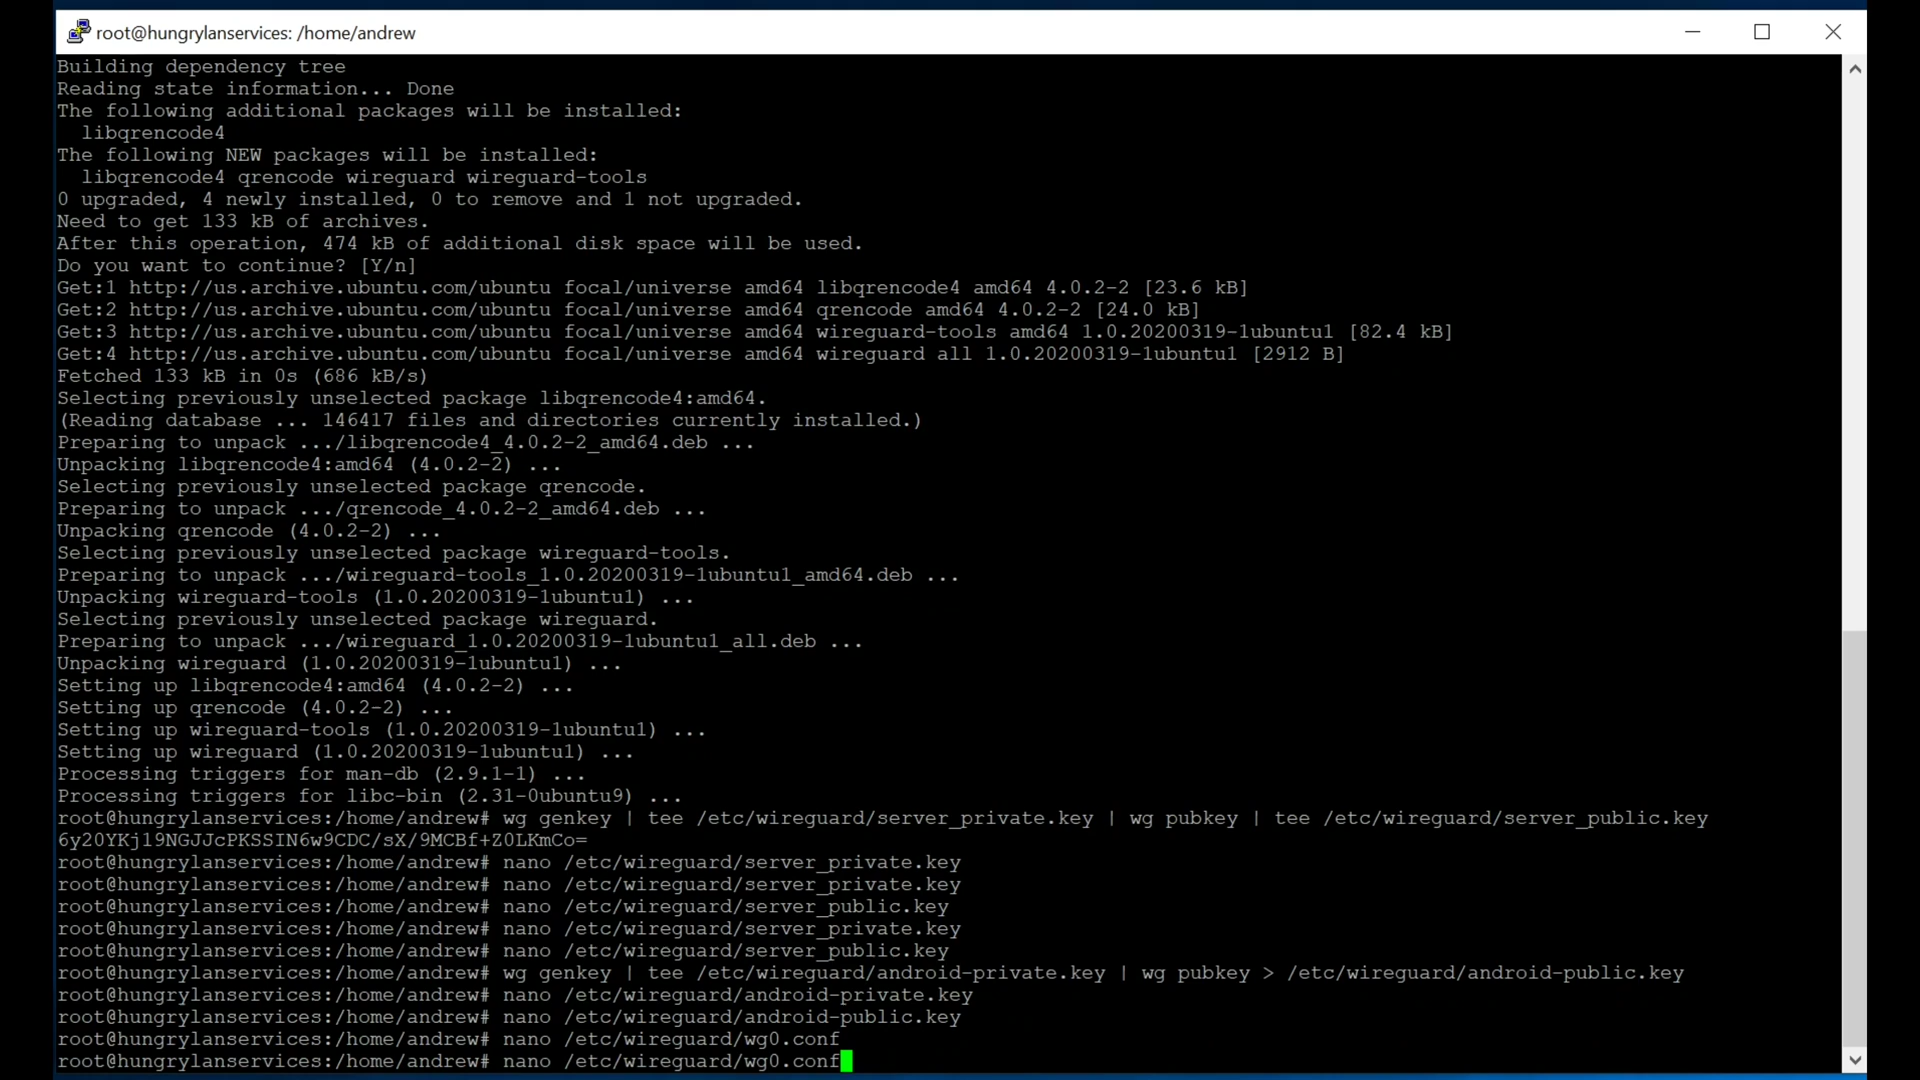 root@hungrylanservices: /home/andrew
Building dependency tree
Reading state information... Done
The following additional packages will be installed:
  libqrencode4
The following NEW packages will be installed:
  libqrencode4 qrencode wireguard wireguard-tools
0 upgraded, 4 newly installed, 0 to remove and 1 not upgraded.
Need to get 133 kB of archives.
After this operation, 474 kB of additional disk space will be used.
Do you want to continue? [Y/n]
Get:1 http://us.archive.ubuntu.com/ubuntu focal/universe amd64 libqrencode4 amd64 4.0.2-2 [23.6 kB]
Get:2 http://us.archive.ubuntu.com/ubuntu focal/universe amd64 qrencode amd64 4.0.2-2 [24.0 kB]
Get:3 http://us.archive.ubuntu.com/ubuntu focal/universe amd64 wireguard-tools amd64 1.0.20200319-1ubuntu1 [82.4 kB]
Get:4 http://us.archive.ubuntu.com/ubuntu focal/universe amd64 wireguard all 1.0.20200319-1ubuntu1 [2912 B]
Fetched 133 kB in 0s (686 kB/s)
Selecting previously unselected package libqrencode4:amd64.
(Reading database ... 146417 files and directories currently installed.)
Preparing to unpack .../libqrencode4_4.0.2-2_amd64.deb ...
Unpacking libqrencode4:amd64 (4.0.2-2) ...
Selecting previously unselected package qrencode.
Preparing to unpack .../qrencode_4.0.2-2_amd64.deb ...
Unpacking qrencode (4.0.2-2) ...
Selecting previously unselected package wireguard-tools.
Preparing to unpack .../wireguard-tools_1.0.20200319-1ubuntu1_amd64.deb ...
Unpacking wireguard-tools (1.0.20200319-1ubuntu1) ...
Selecting previously unselected package wireguard.
Preparing to unpack .../wireguard_1.0.20200319-1ubuntu1_all.deb ...
Unpacking wireguard (1.0.20200319-1ubuntu1) ...
Setting up libqrencode4:amd64 (4.0.2-2) ...
Setting up qrencode (4.0.2-2) ...
Setting up wireguard-tools (1.0.20200319-1ubuntu1) ...
Setting up wireguard (1.0.20200319-1ubuntu1) ...
Processing triggers for man-db (2.9.1-1) ...
Processing triggers for libc-bin (2.31-0ubuntu9) ...
root@hungrylanservices:/home/andrew# wg genkey | tee /etc/wireguard/server_private.key | wg pubkey | tee /etc/wireguard/server_public.key
6y20YKj19NGJJcPKSSIN6w9CDC/sX/9MCBf+Z0LKmCo=
root@hungrylanservices:/home/andrew# nano /etc/wireguard/server_private.key
root@hungrylanservices:/home/andrew# nano /etc/wireguard/server_private.key
root@hungrylanservices:/home/andrew# nano /etc/wireguard/server_public.key
root@hungrylanservices:/home/andrew# nano /etc/wireguard/server_private.key
root@hungrylanservices:/home/andrew# nano /etc/wireguard/server_public.key
root@hungrylanservices:/home/andrew# wg genkey | tee /etc/wireguard/android-private.key | wg pubkey > /etc/wireguard/android-public.key
root@hungrylanservices:/home/andrew# nano /etc/wireguard/android-private.key
root@hungrylanservices:/home/andrew# nano /etc/wireguard/android-public.key
root@hungrylanservices:/home/andrew# nano /etc/wireguard/wg0.conf
root@hungrylanservices:/home/andrew# nano /etc/wireguard/wg0.conf